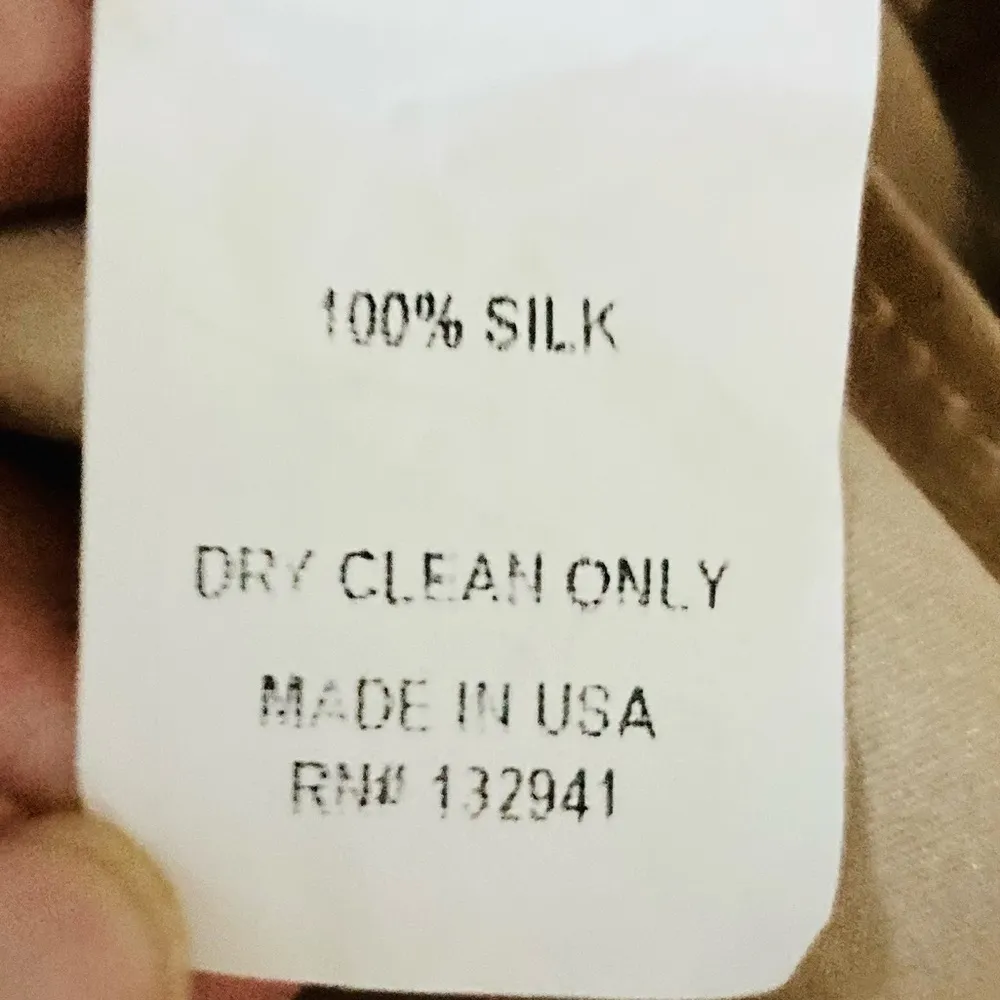 100% SILK
DRY CLEAN ONLY
MADE IN USA
RN# 132941